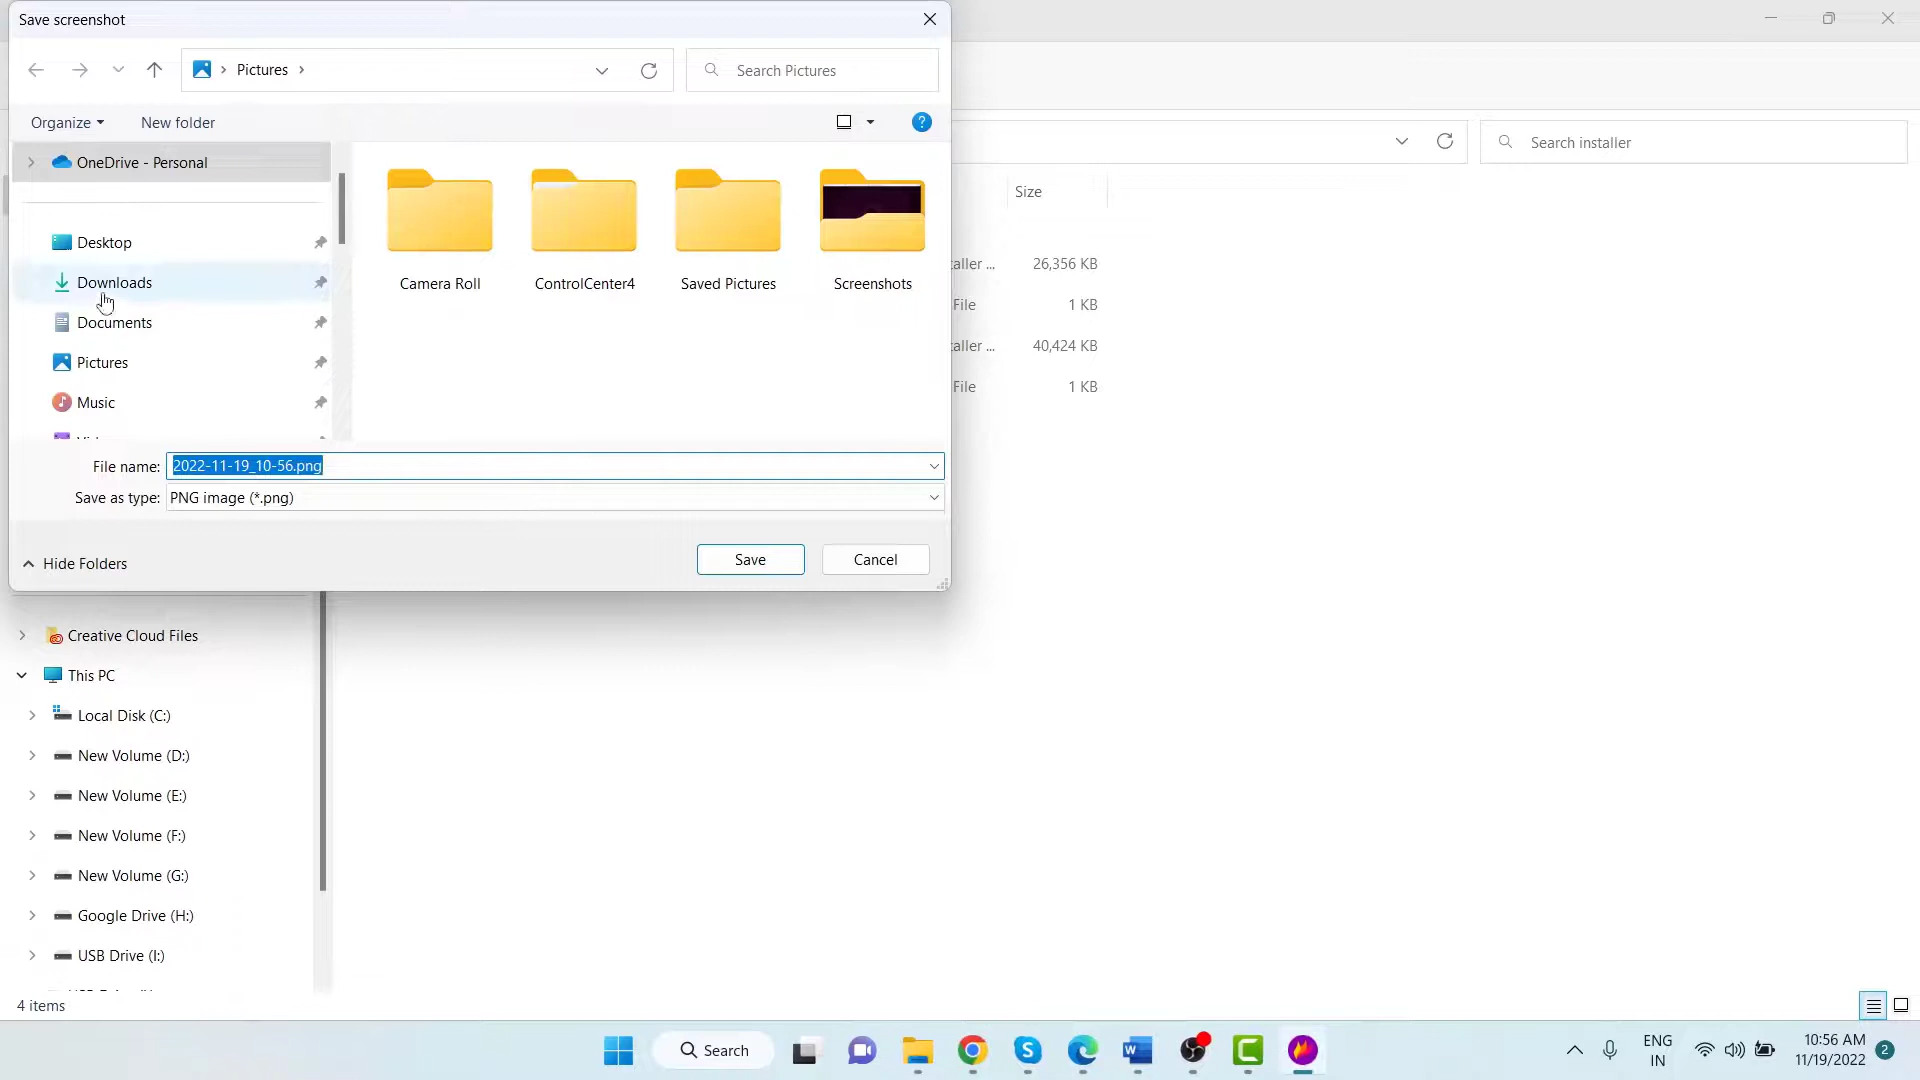 Save screenshot
Pictures
Search Pictures
Organize
New folder
OneDrive - Personal
Desktop
Downloads
Documents
Pictures
Music
Camera Roll
ControlCenter4
Saved Pictures
Screenshots
File name: 2022-11-19_10-56.png
Save as type: PNG image (*.png)
Hide Folders
Save
Cancel
Search installer
Size
aller ...
26,356 KB
File
1 KB
aller ...
40,424 KB
File
1 KB
Creative Cloud Files
This PC
Local Disk (C:)
New Volume (D:)
New Volume (E:)
New Volume (F:)
New Volume (G:)
Google Drive (H:)
USB Drive (I:)
4 items
Search
ENG
IN
10:56 AM
11/19/2022
2